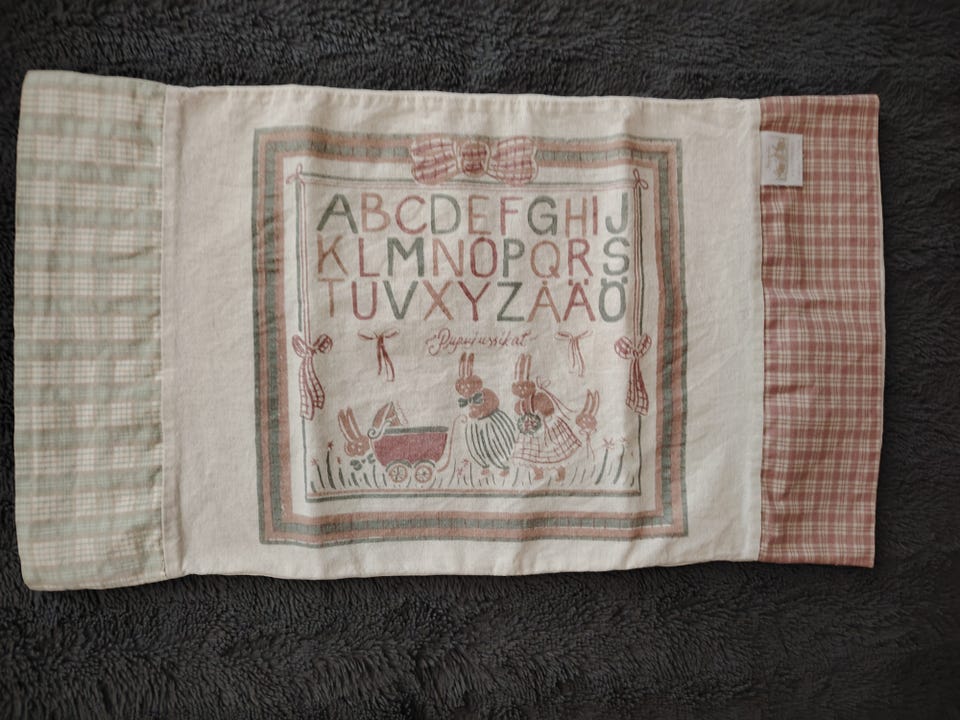 ABCDEFGHIJ
KLMNOPQRS
TUVXYZÅÄÖ
Pupujussikat